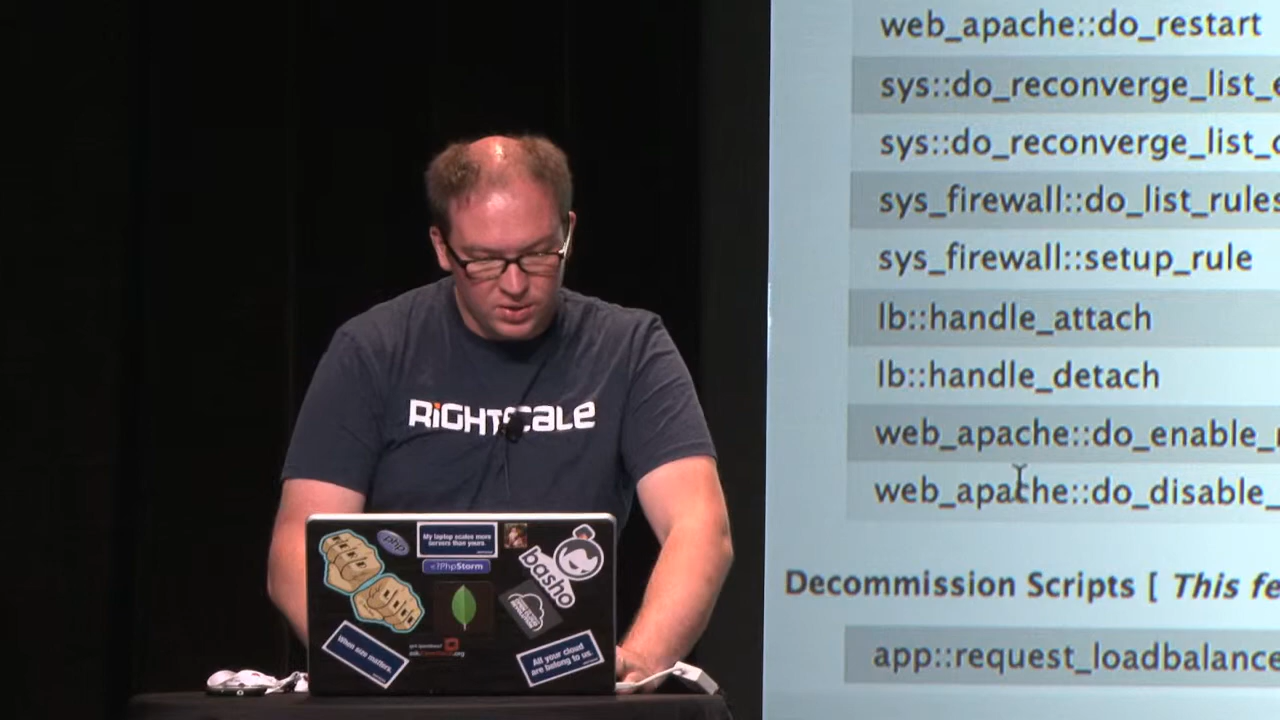 web_apache::do_restart
sys::do_reconverge_list_e
sys::do_reconverge_list_
sys_firewall::do_list_rules
sys_firewall::setup_rule
lb::handle_attach
lb::handle_detach
web_apache::do_enable_
web_apache::do_disable_
Decommission Scripts [ This fe
app::request_loadbalance
RIGHTSCALE
php
My laptop scales more
servers than yours.
<?PhpStorm
basho
When size matters.
All your cloud
are belong to us.